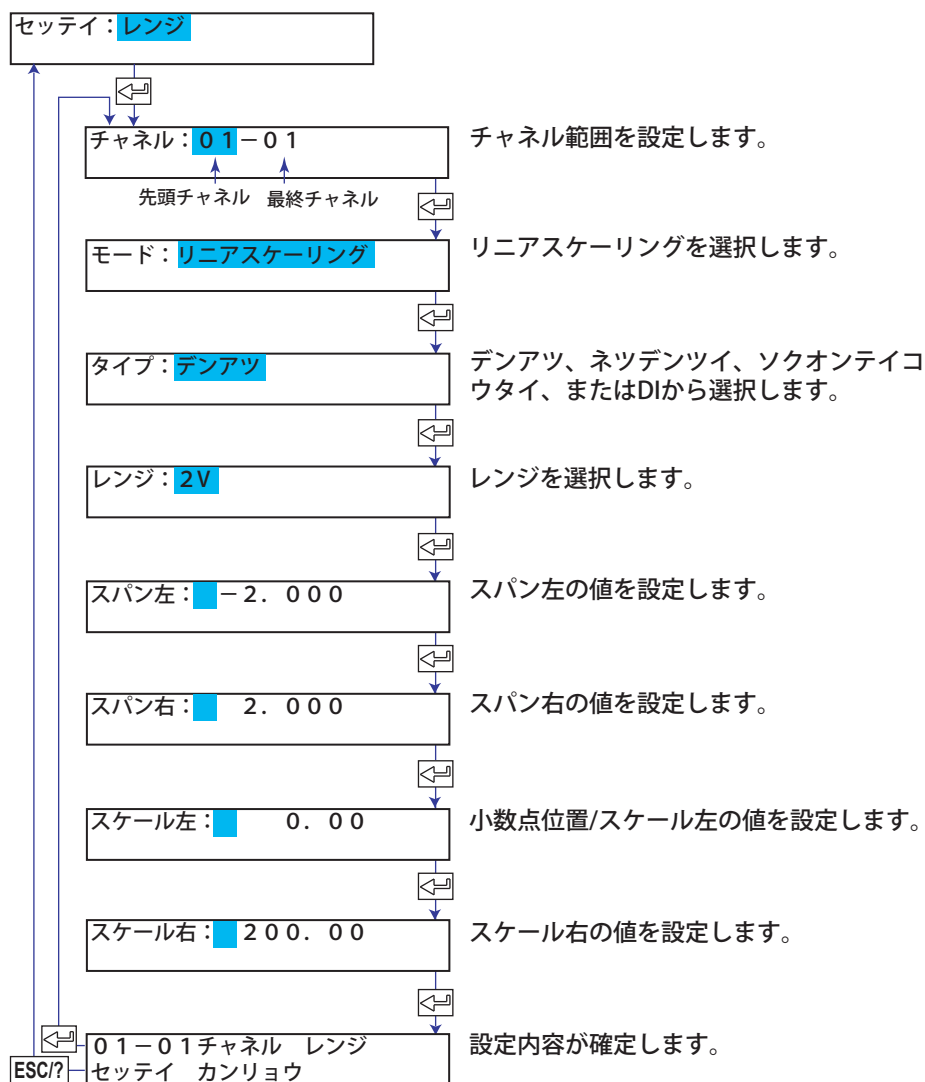 セッテイ：レンジ
チャネル：０１－０１
チャネル範囲を設定します。
先頭チャネル 最終チャネル
モード：リニアスケーリング
リニアスケーリングを選択します。
タイプ：デンアツ
デンアツ、ネツデンツイ、ソクオンテイコ
ウタイ、またはDIから選択します。
レンジ：２V
レンジを選択します。
スパン左： －２．０００
スパン左の値を設定します。
スパン右： ２．０００
スパン右の値を設定します。
スケール左： ０．００
小数点位置/スケール左の値を設定します。
スケール右： ２００．００
スケール右の値を設定します。
０１－０１チャネル　レンジ
設定内容が確定します。
ESC/?
セッテイ　カンリョウ